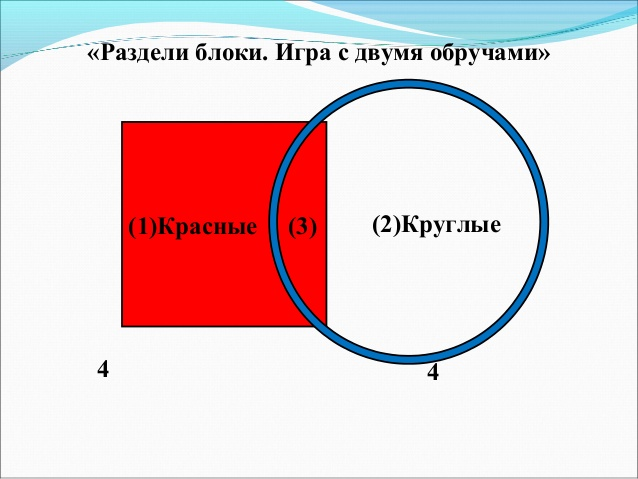 «Раздели блоки. Игра с двумя обручами»
(1)Красные (3) (2)Круглые
4 4